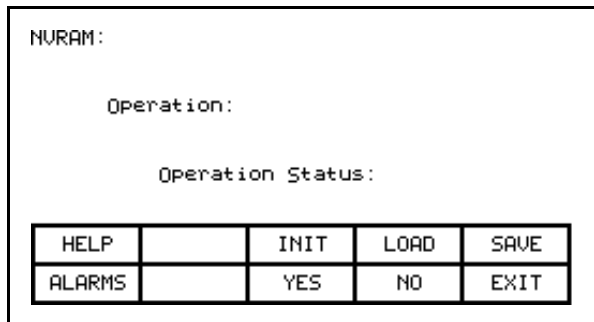 NVRAM:
Operation:
Operation Status:
HELP INIT LOAD SAVE
ALARMS YES NO EXIT